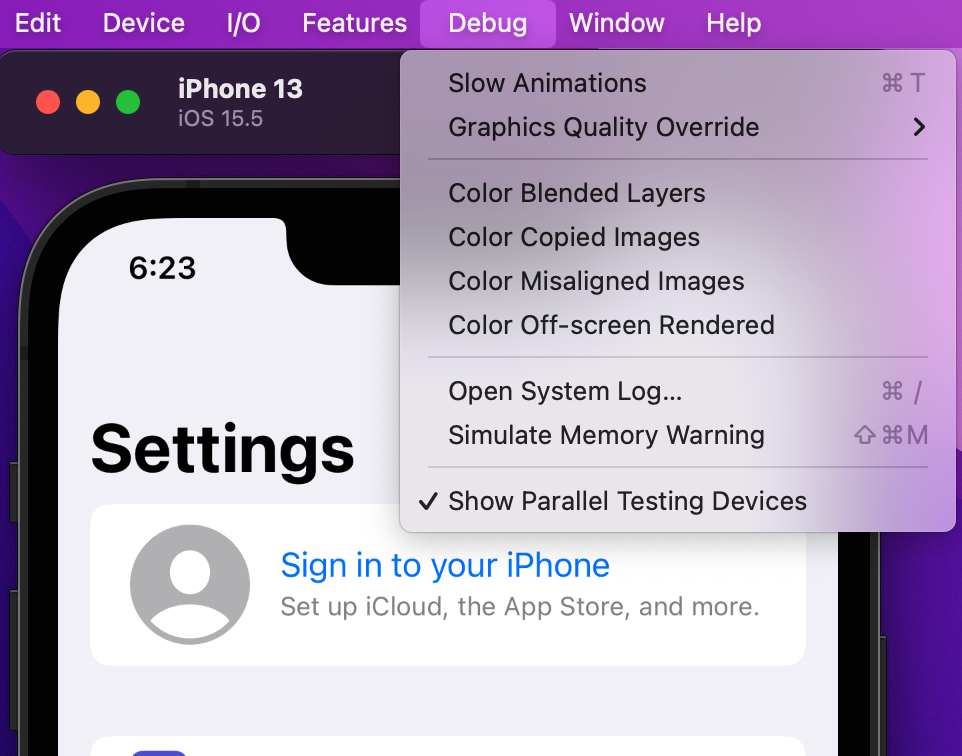 Edit Device I/O Features Debug Window Help
iPhone 13
iOS 15.5
Slow Animations ⌘ T
Graphics Quality Override
Color Blended Layers
Color Copied Images
Color Misaligned Images
Color Off-screen Rendered
Open System Log... ⌘ /
Simulate Memory Warning ⇧⌘M
✓ Show Parallel Testing Devices
6:23
Settings
Sign in to your iPhone
Set up iCloud, the App Store, and more.